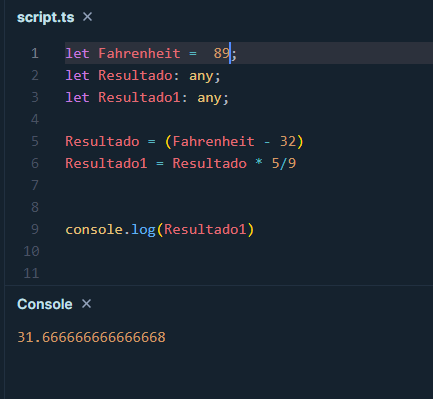 script.ts ×
1 let Fahrenheit =  89;
2 let Resultado: any;
3 let Resultado1: any;
4
5 Resultado = (Fahrenheit - 32)
6 Resultado1 = Resultado * 5/9
7
8
9 console.log(Resultado1)
10
11
Console ×
31.666666666666668